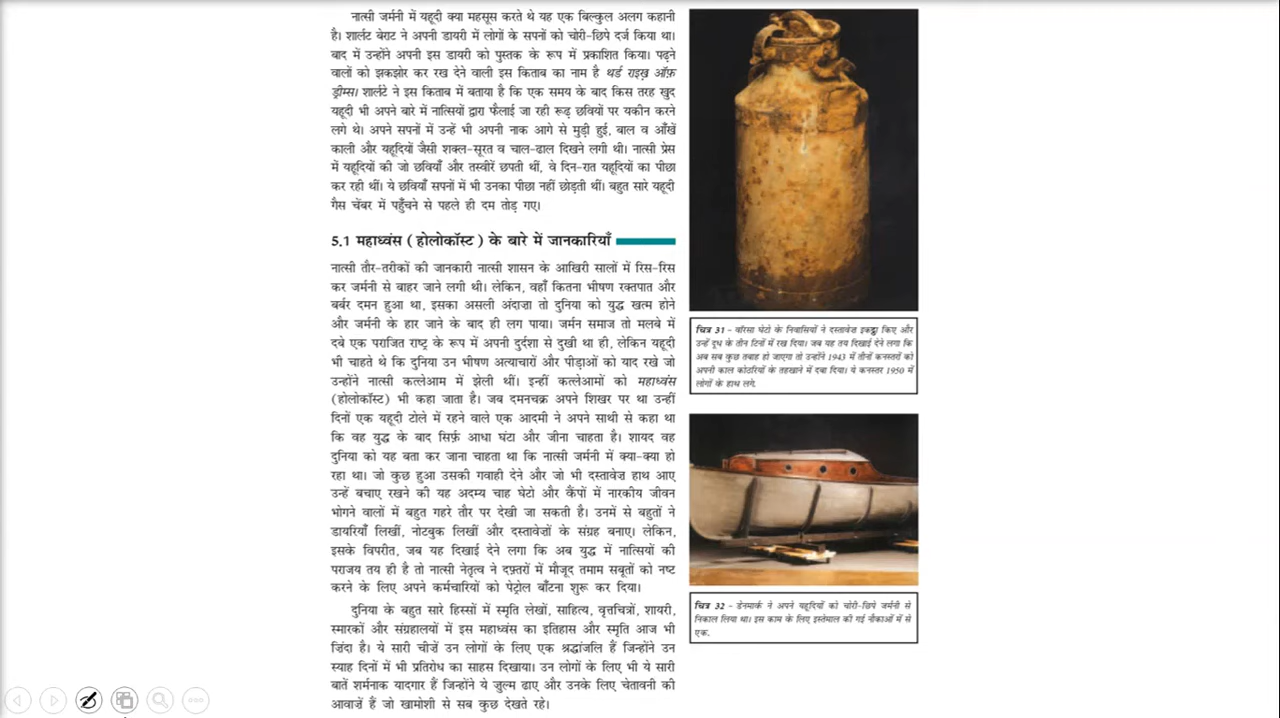 नात्सी जर्मनी में यहूदी क्या महसूस करते थे यह एक बिल्कुल अलग कहानी
है। शार्लट बेराट ने अपनी डायरी में लोगों के सपनों को चोरी-छिपे दर्ज किया था।
बाद में उन्होंने अपनी इस डायरी को पुस्तक के रूप में प्रकाशित किया। पढ़ने
वालों को झकझोर कर रख देने वाली इस किताब का नाम है थर्ड राइख़ ऑफ़
ड्रीम्स। शार्लटे ने इस किताब में बताया है कि एक समय के बाद किस तरह खुद
यहूदी भी अपने बारे में नात्सियों द्वारा फैलाई जा रही रूढ़ छवियों पर यकीन करने
लगे थे। अपने सपनों में उन्हें भी अपनी नाक आगे से मुड़ी हुई, बाल व आँखें
काली और यहूदियों जैसी शक्ल-सूरत व चाल-ढाल दिखने लगी थी। नात्सी प्रेस
में यहूदियों की जो छवियाँ और तस्वीरें छपती थीं, वे दिन-रात यहूदियों का पीछा
कर रही थीं। ये छवियाँ सपनों में भी उनका पीछा नहीं छोड़ती थीं। बहुत सारे यहूदी
गैस चेंबर में पहुँचने से पहले ही दम तोड़ गए।
5.1 महाध्वंस ( होलोकॉस्ट ) के बारे में जानकारियाँ
नात्सी तौर-तरीकों की जानकारी नात्सी शासन के आखिरी सालों में रिस-रिस
कर जर्मनी से बाहर जाने लगी थी। लेकिन, वहाँ कितना भीषण रक्तपात और
बर्बर दमन हुआ था, इसका असली अंदाज़ा तो दुनिया को युद्ध खत्म होने
और जर्मनी के हार जाने के बाद ही लग पाया। जर्मन समाज तो मलबे में
दबे एक पराजित राष्ट्र के रूप में अपनी दुर्दशा से दुखी था ही, लेकिन यहूदी
भी चाहते थे कि दुनिया उन भीषण अत्याचारों और पीड़ाओं को याद रखे जो
उन्होंने नात्सी कत्लेआम में झेली थीं। इन्हीं कत्लेआमों को महाध्वंस
(होलोकॉस्ट) भी कहा जाता है। जब दमनचक्र अपने शिखर पर था उन्हीं
दिनों एक यहूदी टोले में रहने वाले एक आदमी ने अपने साथी से कहा था
कि वह युद्ध के बाद सिर्फ़ आधा घंटा और जीना चाहता है। शायद वह
दुनिया को यह बता कर जाना चाहता था कि नात्सी जर्मनी में क्या-क्या हो
रहा था। जो कुछ हुआ उसकी गवाही देने और जो भी दस्तावेज़ हाथ आए
उन्हें बचाए रखने की यह अदम्य चाह घेटो और कैंपों में नारकीय जीवन
भोगने वालों में बहुत गहरे तौर पर देखी जा सकती है। उनमें से बहुतों ने
डायरियाँ लिखीं, नोटबुक लिखीं और दस्तावेज़ों के संग्रह बनाए। लेकिन,
इसके विपरीत, जब यह दिखाई देने लगा कि अब युद्ध में नात्सियों की
पराजय तय ही है तो नात्सी नेतृत्व ने दफ़्तरों में मौजूद तमाम सबूतों को नष्ट
करने के लिए अपने कर्मचारियों को पेट्रोल बाँटना शुरू कर दिया।
दुनिया के बहुत सारे हिस्सों में स्मृति लेखों, साहित्य, वृत्तचित्रों, शायरी,
स्मारकों और संग्रहालयों में इस महाध्वंस का इतिहास और स्मृति आज भी
ज़िंदा है। ये सारी चीज़ें उन लोगों के लिए एक श्रद्धांजलि हैं जिन्होंने उन
स्याह दिनों में भी प्रतिरोध का साहस दिखाया। उन लोगों के लिए भी ये सारी
बातें शर्मनाक यादगार हैं जिन्होंने ये ज़ुल्म ढाए और उनके लिए चेतावनी की
आवाज़ें हैं जो खामोशी से सब कुछ देखते रहे।
चित्र 31 – वॉरसा घेटो के निवासियों ने दस्तावेज़ इकट्ठा किए और
उन्हें दूध के तीन टिनों में रख दिया। जब यह तय दिखाई देने लगा कि
अब सब कुछ तबाह हो जाएगा तो उन्होंने 1943 में तीनों कनस्तरों को
अपनी काल कोठरियों के तहखाने में दबा दिया। ये कनस्तर 1950 में
लोगों के हाथ लगे.
चित्र 32 – डेनमार्क ने अपने यहूदियों को चोरी-छिपे जर्मनी से
निकाल लिया था। इस काम के लिए इस्तेमाल की गई नौकाओं में से
एक.